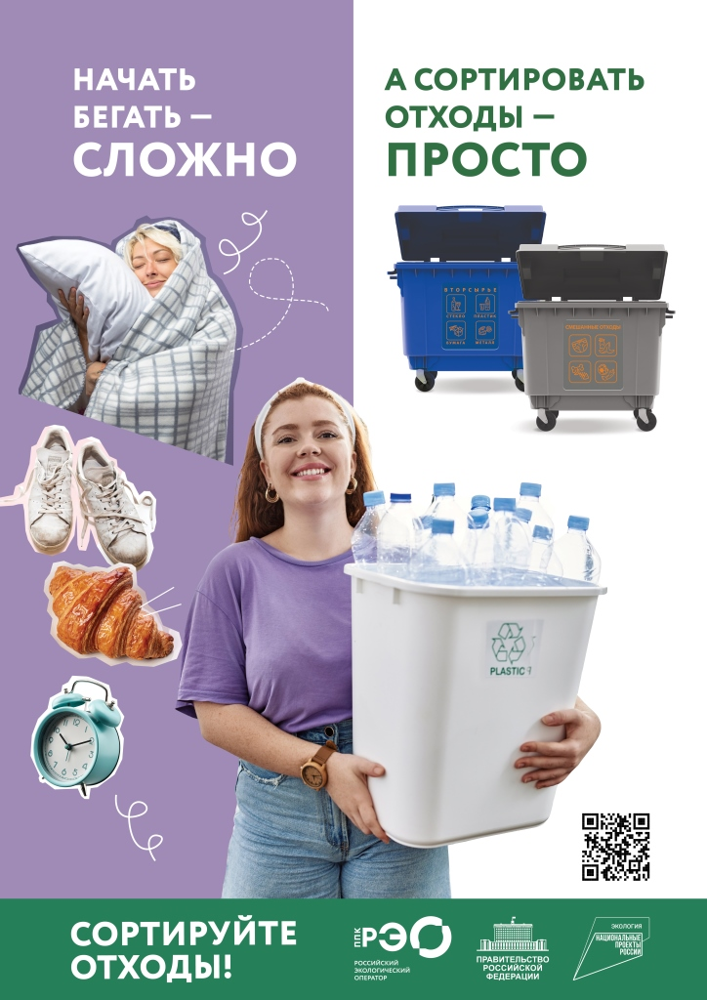 НАЧАТЬ
БЕГАТЬ —
СЛОЖНО
А СОРТИРОВАТЬ
ОТХОДЫ —
ПРОСТО
ВТОРСЫРЬЕ
СТЕКЛО ПЛАСТИК
БУМАГА МЕТАЛЛ
СМЕШАННЫЕ ОТХОДЫ
PLASTIC
СОРТИРУЙТЕ
ОТХОДЫ!
ППК РЭО
РОССИЙСКИЙ
ЭКОЛОГИЧЕСКИЙ
ОПЕРАТОР
ПРАВИТЕЛЬСТВО
РОССИЙСКОЙ
ФЕДЕРАЦИИ
ЭКОЛОГИЯ
НАЦИОНАЛЬНЫЕ
ПРОЕКТЫ
РОССИИ